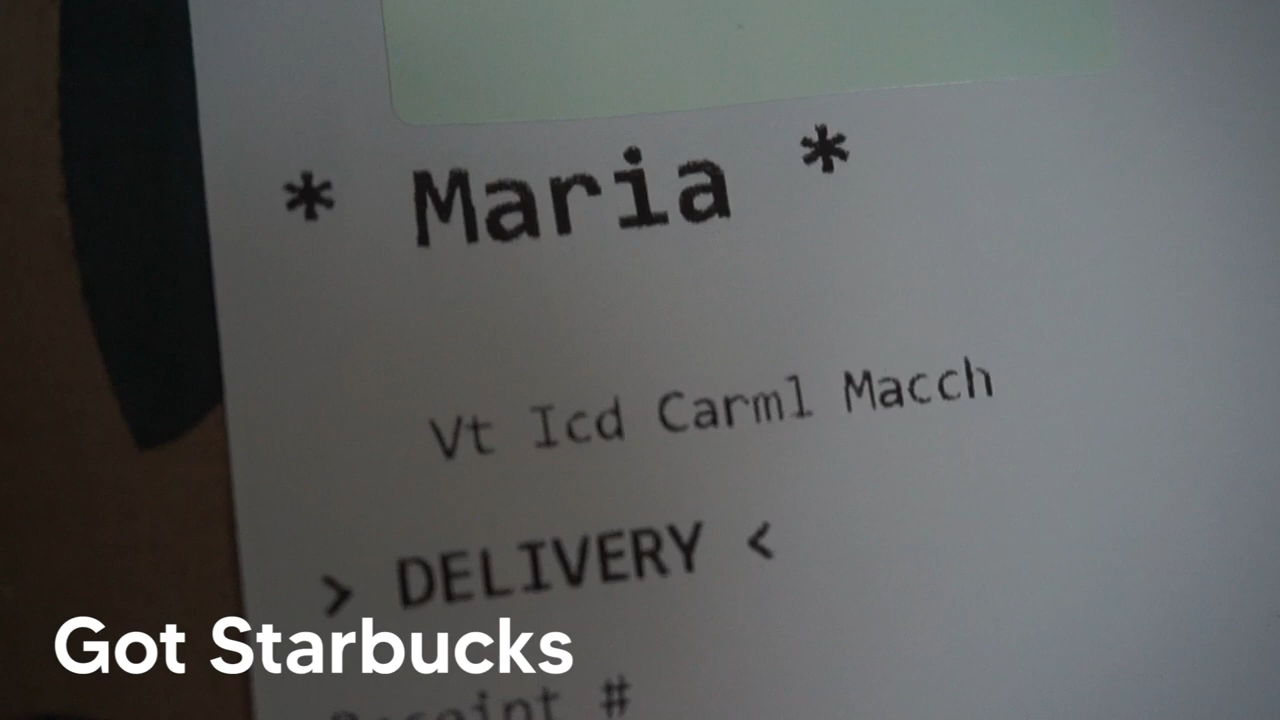 * Maria *
Vt Icd Carml Macch
> DELIVERY <
Got Starbucks
#